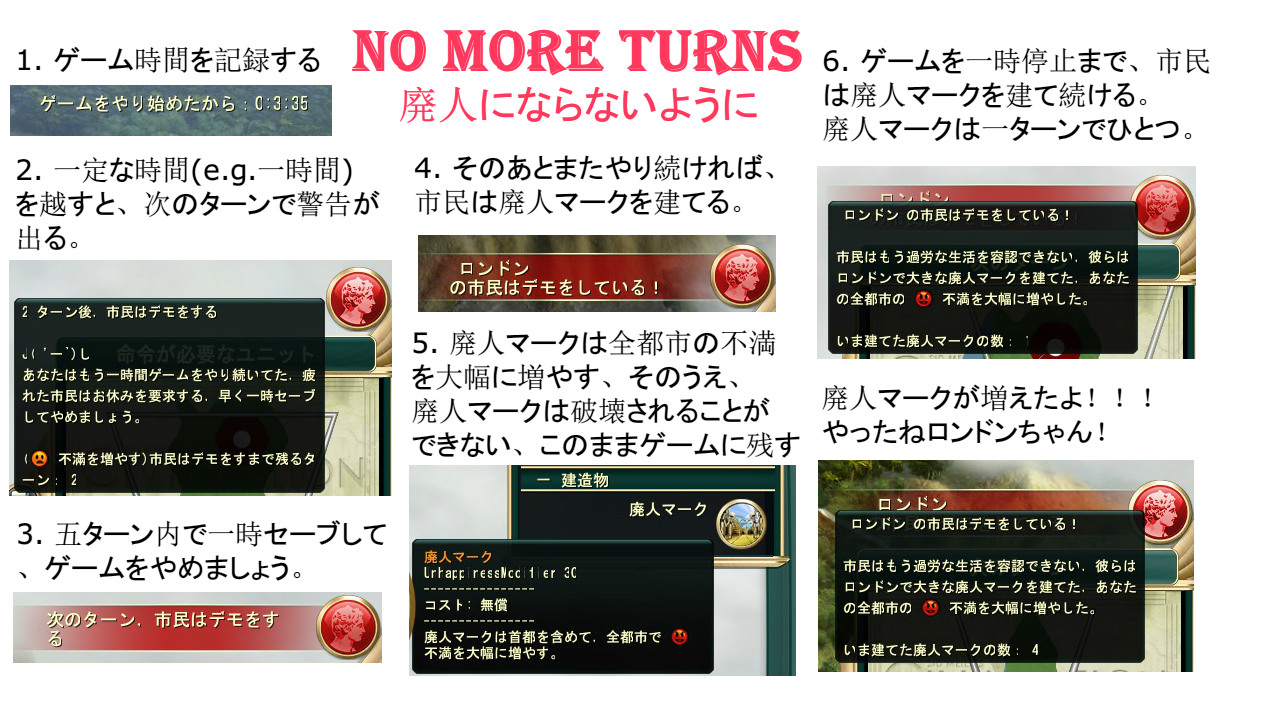 NO MORE TURNS
廃人にならないように
1. ゲーム時間を記録する
ゲームをやり始めたから：0:3:35
2. 一定な時間(e.g.一時間)
を越すと、次のターンで警告が
出る。
2 ターン後，市民はデモをする
命令が必要なユニット
あなたはもう一時間ゲームをやり続いてた．疲
れた市民はお休みを要求する．早く一時セーブ
してやめましょう。
( 不満を増やす)市民はデモをすまで残るタ
ーン： 2
3. 五ターン内で一時セーブして
、ゲームをやめましょう。
次のターン．市民はデモをす
る
4. そのあとまたやり続ければ、
市民は廃人マークを建てる。
ロンドン
の市民はデモをしている！
5. 廃人マークは全都市の不満
を大幅に増やす、そのうえ、
廃人マークは破壊されることが
できない、このままゲームに残す
ー 建造物
廃人マーク
廃人マーク
----------------
コスト： 無償
----------------
廃人マークは首都を含めて．全都市で
不満を大幅に増やす。
6. ゲームを一時停止まで、市民
は廃人マークを建て続ける。
廃人マークは一ターンでひとつ。
ロンドン
ロンドン の市民はデモをしている！
市民はもう過労な生活を容認できない．彼らは
ロンドンで大きな廃人マークを建てた．あなた
の全都市の 不満を大幅に増やした。
いま建てた廃人マークの数： 1
廃人マークが増えたよ！！！
やったねロンドンちゃん！
ロンドン
ロンドン の市民はデモをしている！
市民はもう過労な生活を容認できない．彼らは
ロンドンで大きな廃人マークを建てた．あなた
の全都市の 不満を大幅に増やした。
いま建てた廃人マークの数： 4